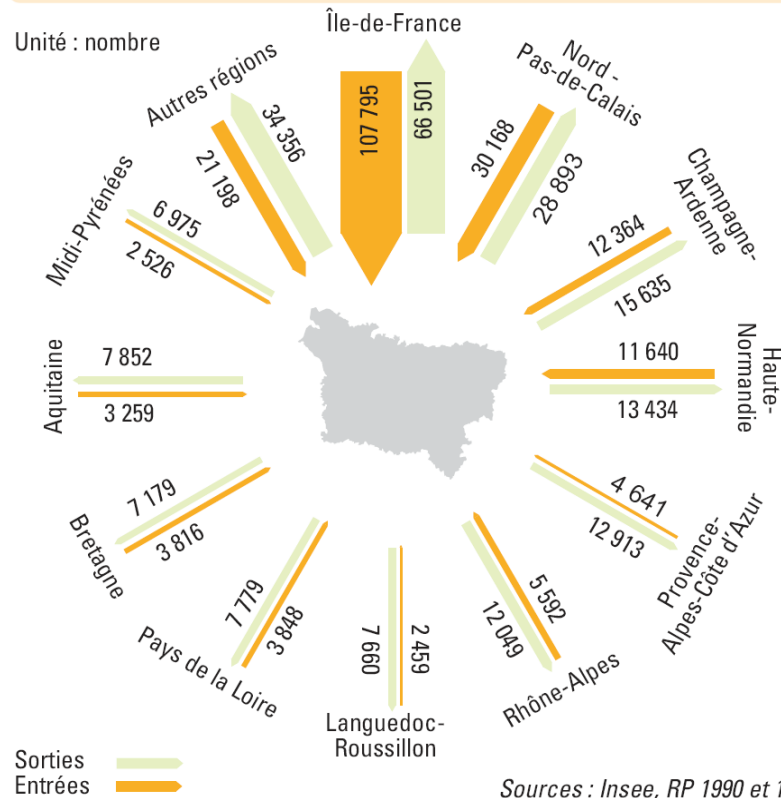 Unité : nombre
Île-de-France
107 795
66 501
Nord -
Pas-de-Calais
30 168
28 893
Champagne-
Ardenne
12 364
15 635
Haute-
Normandie
11 640
13 434
Provence-
Alpes-Côte d'Azur
4 641
12 913
Rhône-Alpes
5 592
12 049
Languedoc-
Roussillon
2 459
7 660
Pays de la Loire
7 779
3 848
Bretagne
7 179
3 816
Aquitaine
7 852
3 259
Midi-Pyrénées
6 975
2 526
Autres régions
34 356
21 198
Sorties
Entrées
Sources : Insee, RP 1990 et